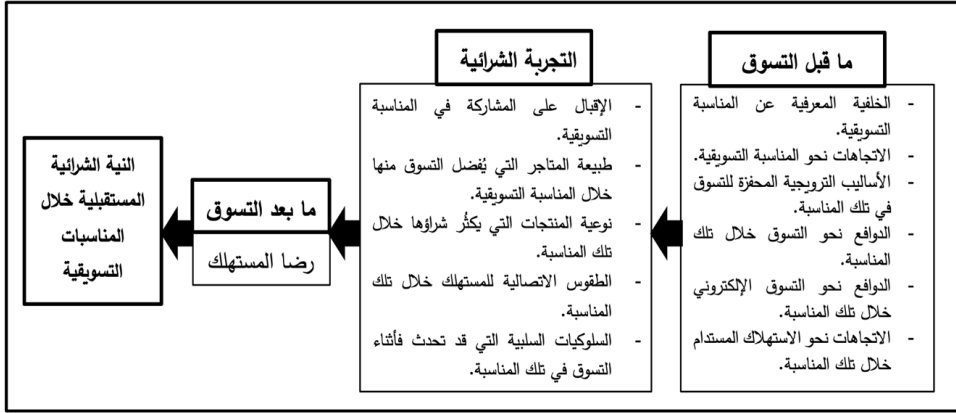 ما قبل التسوق
- الخلفية المعرفية عن المناسبة
التسويقية.
- الاتجاهات نحو المناسبة التسويقية.
- الأساليب الترويجية المحفزة للتسوق
في تلك المناسبة.
- الدوافع نحو التسوق خلال تلك
المناسبة.
- الدوافع نحو التسوق الإلكتروني
خلال تلك المناسبة.
- الاتجاهات نحو الاستهلاك المستدام
خلال تلك المناسبة.
التجربة الشرائية
- الإقبال على المشاركة في المناسبة
التسويقية.
- طبيعة المتاجر التي يُفضل التسوق منها
خلال المناسبة التسويقية.
- نوعية المنتجات التي يكثُر شراؤها خلال
تلك المناسبة.
- الطقوس الاتصالية للمستهلك خلال تلك
المناسبة.
- السلوكيات السلبية التي قد تحدث فأثناء
التسوق في تلك المناسبة.
ما بعد التسوق
رضا المستهلك
النية الشرائية
المستقبلية خلال
المناسبات
التسويقية